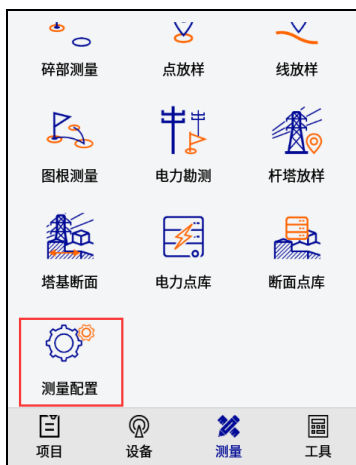 碎部测量 点放样 线放样
图根测量 电力勘测 杆塔放样
塔基断面 电力点库 断面点库
测量配置
项目 设备 测量 工具